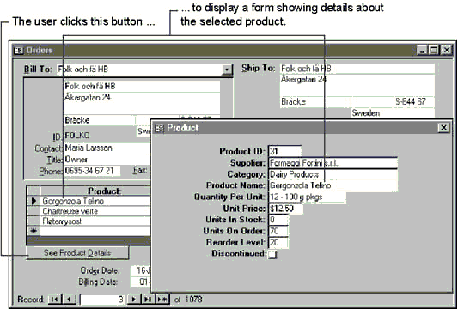 ... to display a form showing details about
the selected product.
The user clicks this button ...
Orders
Bill To: Folk och fä HB
Ship To: Folk och fä HB
Folk och fä HB
Åkergatan 24
Åkergatan 24
Bräcke S-844 67
Sweden
Bräcke
ID: FOLKO
Contact: Maria Larsson
Title: Owner
Phone: 0695-34 67 21 Fax:
Product
Product ID: 31
Supplier: Formaggi Fortini s.r.l.
Category: Dairy Products
Product Name: Gorgonzola Telino
Quantity Per Unit: 12 - 100 g pkgs
Unit Price: $12.50
Units In Stock: 0
Units On Order: 70
Reorder Level: 20
Discontinued:
Product:
Gorgonzola Telino
Chartreuse verte
Fløtemysost
See Product Details
Order Date:
Billing Date:
Record: 3 of 1078